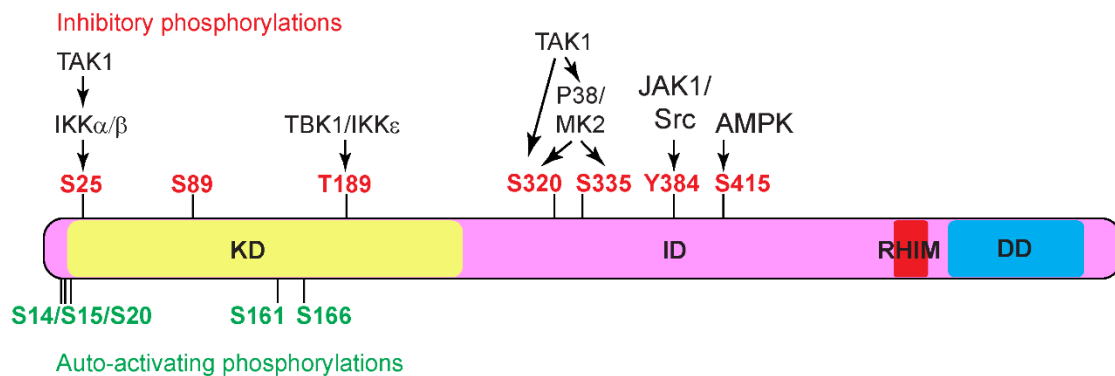 Inhibitory phosphorylations
TAK1
IKKα/β
TBK1/IKKε
TAK1
P38/
MK2
JAK1/
Src
AMPK
S25
S89
T189
S320
S335
Y384
S415
KD
ID
RHIM
DD
S14/S15/S20
S161
S166
Auto-activating phosphorylations